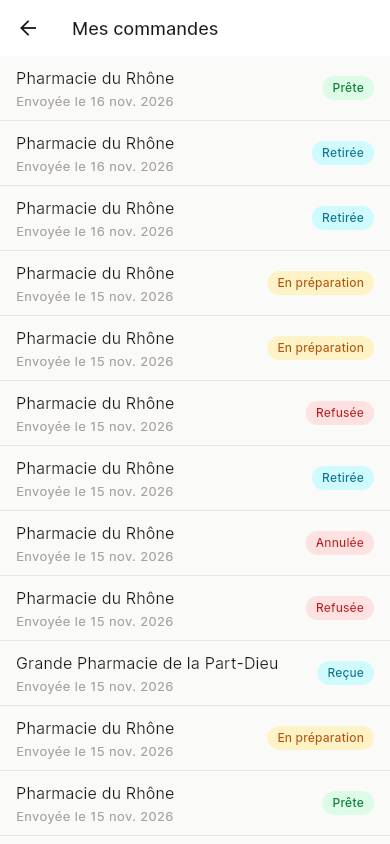 Mes commandes
Pharmacie du Rhône
Envoyée le 16 nov. 2026
Prête
Pharmacie du Rhône
Envoyée le 16 nov. 2026
Retirée
Pharmacie du Rhône
Envoyée le 16 nov. 2026
Retirée
Pharmacie du Rhône
Envoyée le 15 nov. 2026
En préparation
Pharmacie du Rhône
Envoyée le 15 nov. 2026
En préparation
Pharmacie du Rhône
Envoyée le 15 nov. 2026
Refusée
Pharmacie du Rhône
Envoyée le 15 nov. 2026
Retirée
Pharmacie du Rhône
Envoyée le 15 nov. 2026
Annulée
Pharmacie du Rhône
Envoyée le 15 nov. 2026
Refusée
Grande Pharmacie de la Part-Dieu
Envoyée le 15 nov. 2026
Reçue
Pharmacie du Rhône
Envoyée le 15 nov. 2026
En préparation
Pharmacie du Rhône
Envoyée le 15 nov. 2026
Prête